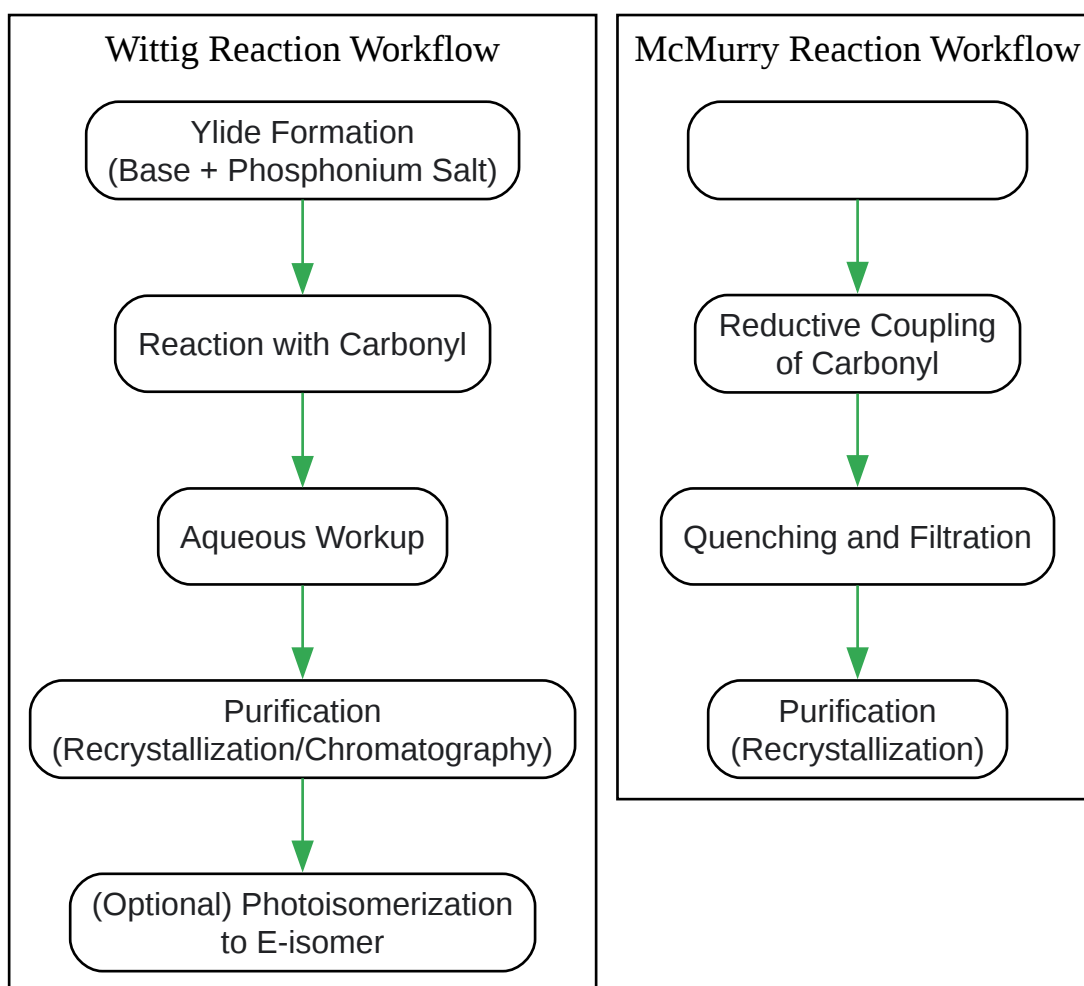 Wittig Reaction Workflow
Ylide Formation
(Base + Phosphonium Salt)
Reaction with Carbonyl
Aqueous Workup
Purification
(Recrystallization/Chromatography)
(Optional) Photoisomerization
to E-isomer
McMurry Reaction Workflow
Reductive Coupling
of Carbonyl
Quenching and Filtration
Purification
(Recrystallization)